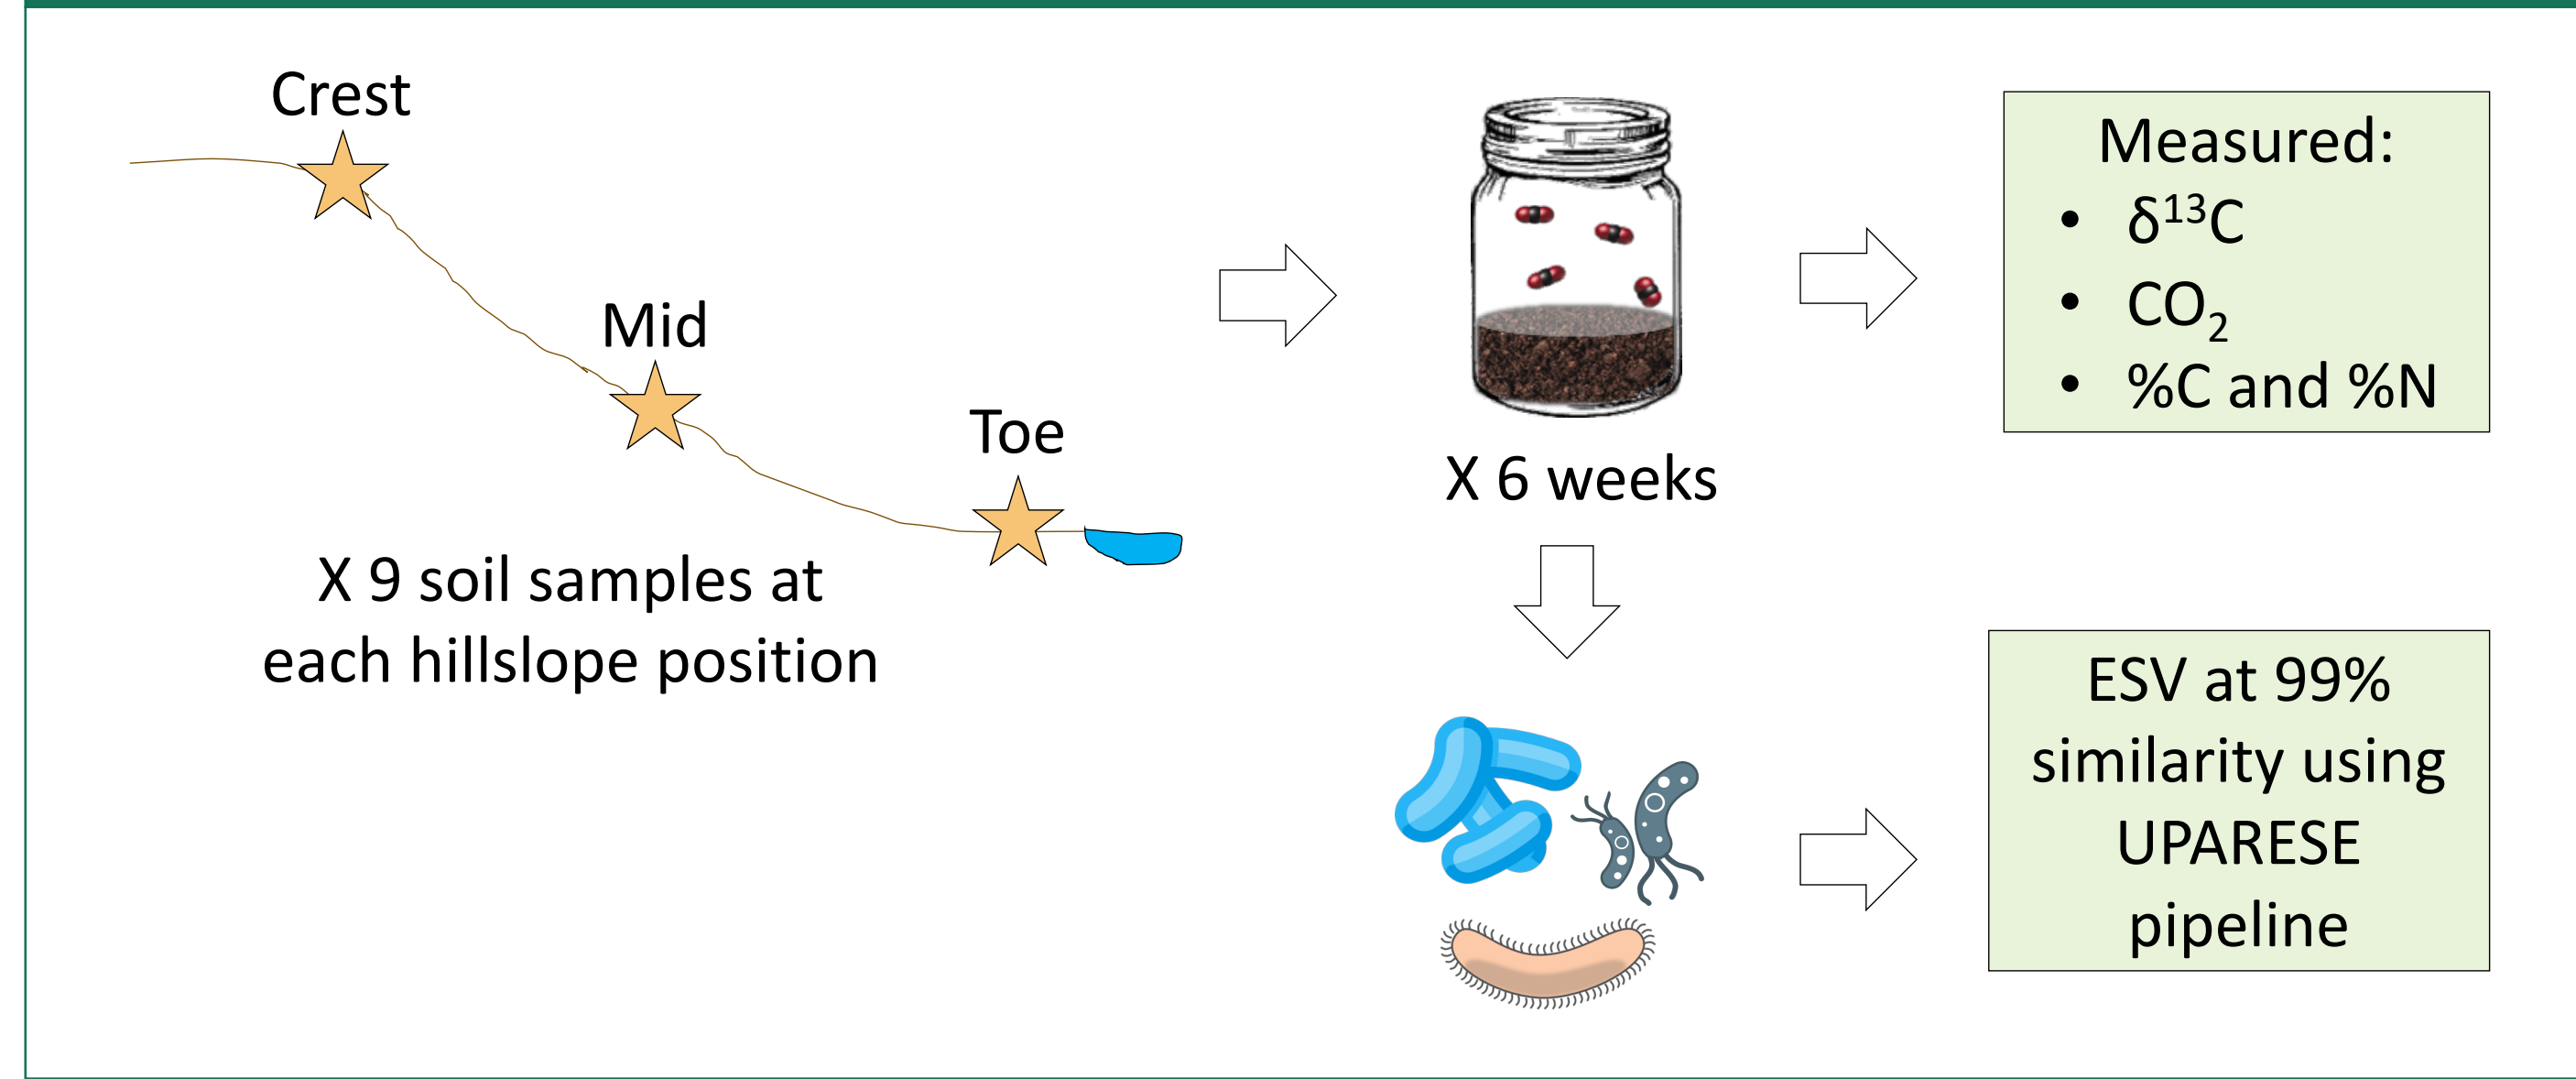 Crest
Mid
Toe
X 9 soil samples at
each hillslope position
X 6 weeks
Measured:
• δ¹³C
• CO₂
• %C and %N
ESV at 99%
similarity using
UPARESE
pipeline